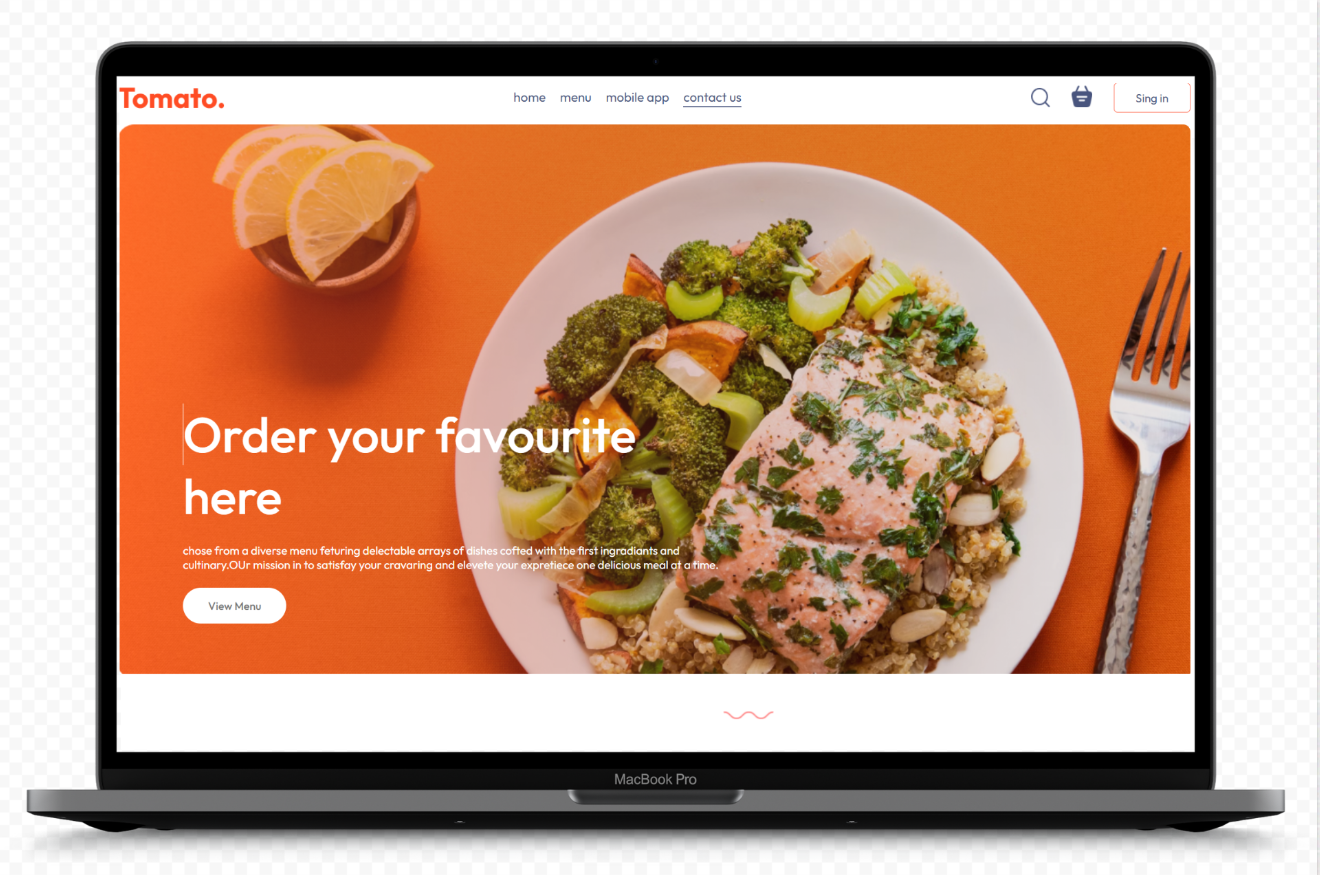 Tomato.
home menu mobile app contact us
Sing in
Order your favourite
here
chose from a diverse menu feturing delectable arrays of dishes cofted with the first ingradiants and
cultinary.OUr mission in to satisfay your cravaring and elevete your expretiece one delicious meal at a time.
View Menu
MacBook Pro